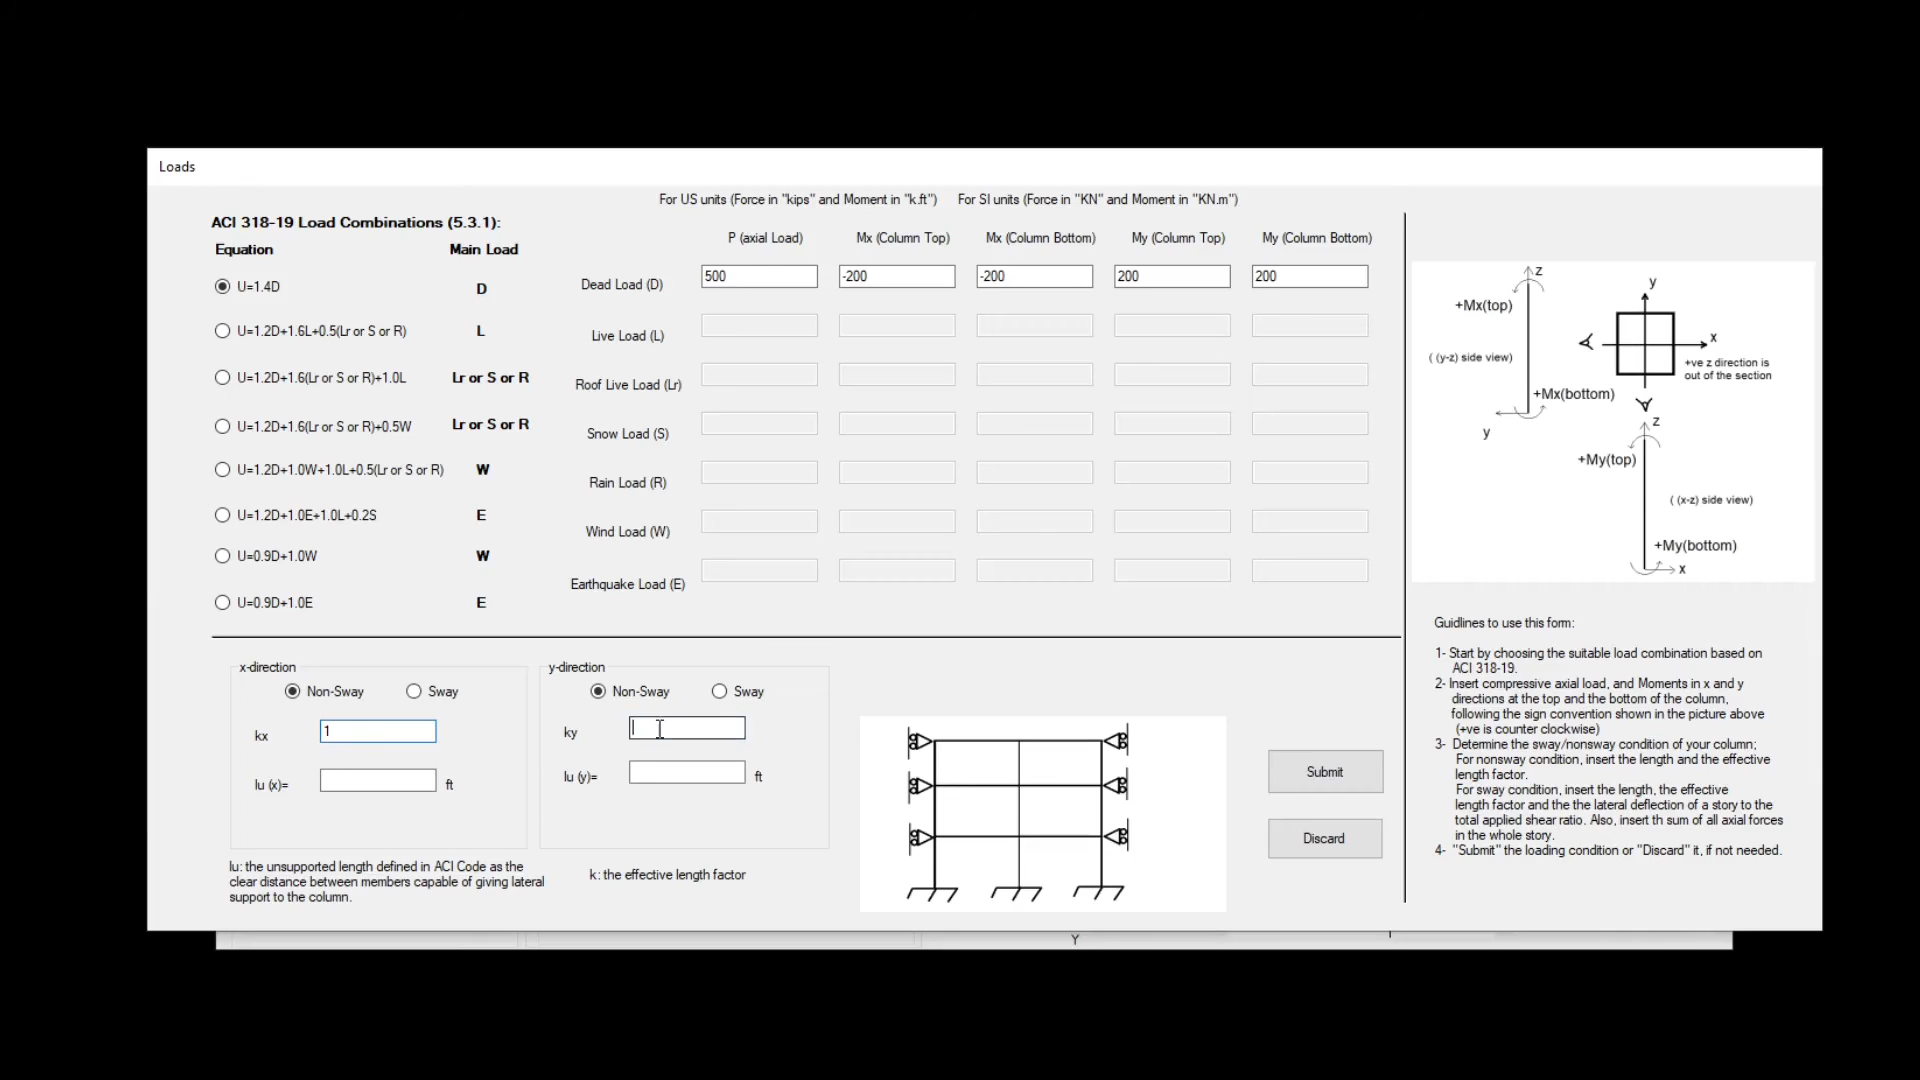 Loads
For US units (Force in "kips" and Moment in "k.ft")    For SI units (Force in "KN" and Moment in "KN.m")
ACI 318-19 Load Combinations (5.3.1):
Equation    Main Load
P (axial Load)    Mx (Column Top)    Mx (Column Bottom)    My (Column Top)    My (Column Bottom)
U=1.4D    D
Dead Load (D)    500    -200    -200    200    200
U=1.2D+1.6L+0.5(Lr or S or R)    L
Live Load (L)
U=1.2D+1.6(Lr or S or R)+1.0L    Lr or S or R
Roof Live Load (Lr)
U=1.2D+1.6(Lr or S or R)+0.5W    Lr or S or R
Snow Load (S)
U=1.2D+1.0W+1.0L+0.5(Lr or S or R)    W
Rain Load (R)
U=1.2D+1.0E+1.0L+0.2S    E
Wind Load (W)
U=0.9D+1.0W    W
Earthquake Load (E)
U=0.9D+1.0E    E
z
+Mx(top)
( (y-z) side view)
+Mx(bottom)
y
y
x
+ve z direction is
out of the section
z
+My(top)
( (x-z) side view)
+My(bottom)
x
x-direction
Non-Sway    Sway
kx    1
lu (x)=    ft
y-direction
Non-Sway    Sway
ky
lu (y)=    ft
lu: the unsupported length defined in ACI Code as the
clear distance between members capable of giving lateral
support to the column.
k: the effective length factor
Submit
Discard
Guidlines to use this form:
1- Start by choosing the suitable load combination based on
ACI 318-19.
2- Insert compressive axial load, and Moments in x and y
directions at the top and the bottom of the column,
following the sign convention shown in the picture above
(+ve is counter clockwise)
3- Determine the sway/nonsway condition of your column;
For nonsway condition, insert the length and the effective
length factor.
For sway condition, insert the length, the effective
length factor and the the lateral deflection of a story to the
total applied shear ratio. Also, insert th sum of all axial forces
in the whole story.
4- "Submit" the loading condition or "Discard" it, if not needed.
Y